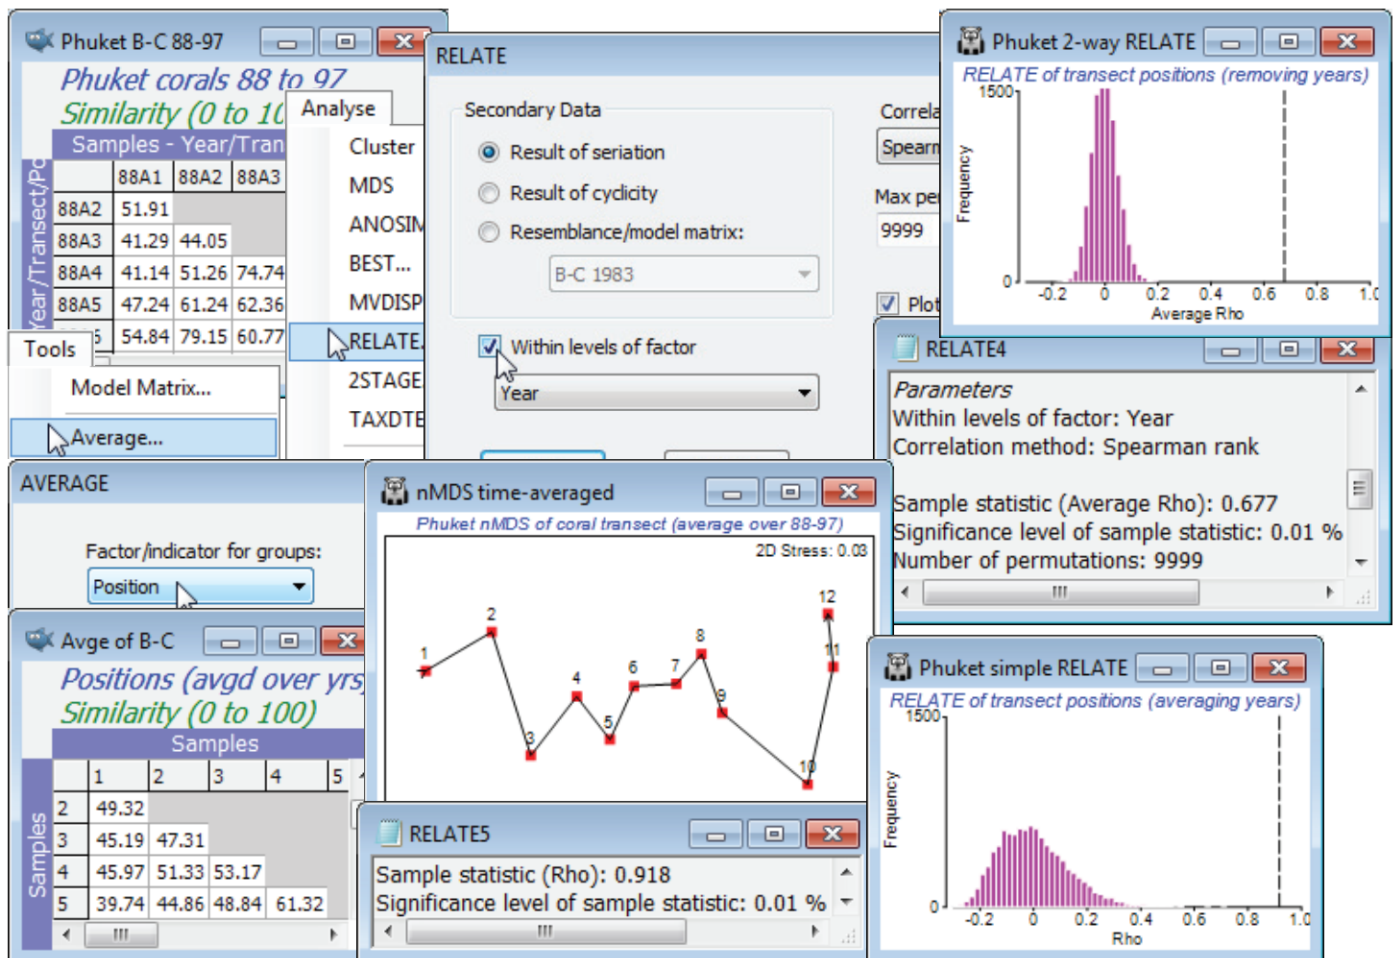 Phuket B-C 88-97
Phuket corals 88 to 97
Similarity (0 to 10
Samples - Year/Tran
Year/Transect/Po
88A1 88A2 88A3
88A2 51.91
88A3 41.29 44.05
88A4 41.14 51.26 74.74
88A5 47.24 61.24 62.36
54.84 79.15 60.77
Analyse
Cluster
MDS
ANOSIM
BEST...
MVDISP
RELATE.
2STAGE
TAXDTE
Tools
Model Matrix...
Average...
RELATE
Secondary Data
Result of seriation
Result of cyclicity
Resemblance/model matrix:
B-C 1983
Within levels of factor
Year
Correla
Spearm
Max pe
9999
Plot
Phuket 2-way RELATE
RELATE of transect positions (removing years)
1500
Frequency
0
-0.2 0 0.2 0.4 0.6 0.8 1.0
Average Rho
RELATE4
Parameters
Within levels of factor: Year
Correlation method: Spearman rank
Sample statistic (Average Rho): 0.677
Significance level of sample statistic: 0.01 %
Number of permutations: 9999
AVERAGE
Factor/indicator for groups:
Position
Avge of B-C
Positions (avgd over yrs
Similarity (0 to 100)
Samples
Samples
1 2 3 4 5
2 49.32
3 45.19 47.31
4 45.97 51.33 53.17
5 39.74 44.86 48.84 61.32
nMDS time-averaged
Phuket nMDS of coral transect (average over 88-97)
2D Stress: 0.03
1 2 3 4 5 6 7 8 9 10 11 12
RELATE5
Sample statistic (Rho): 0.918
Significance level of sample statistic: 0.01 %
Phuket simple RELATE
RELATE of transect positions (averaging years)
1500
Frequency
0
-0.2 0 0.2 0.4 0.6 0.8 1.0
Rho